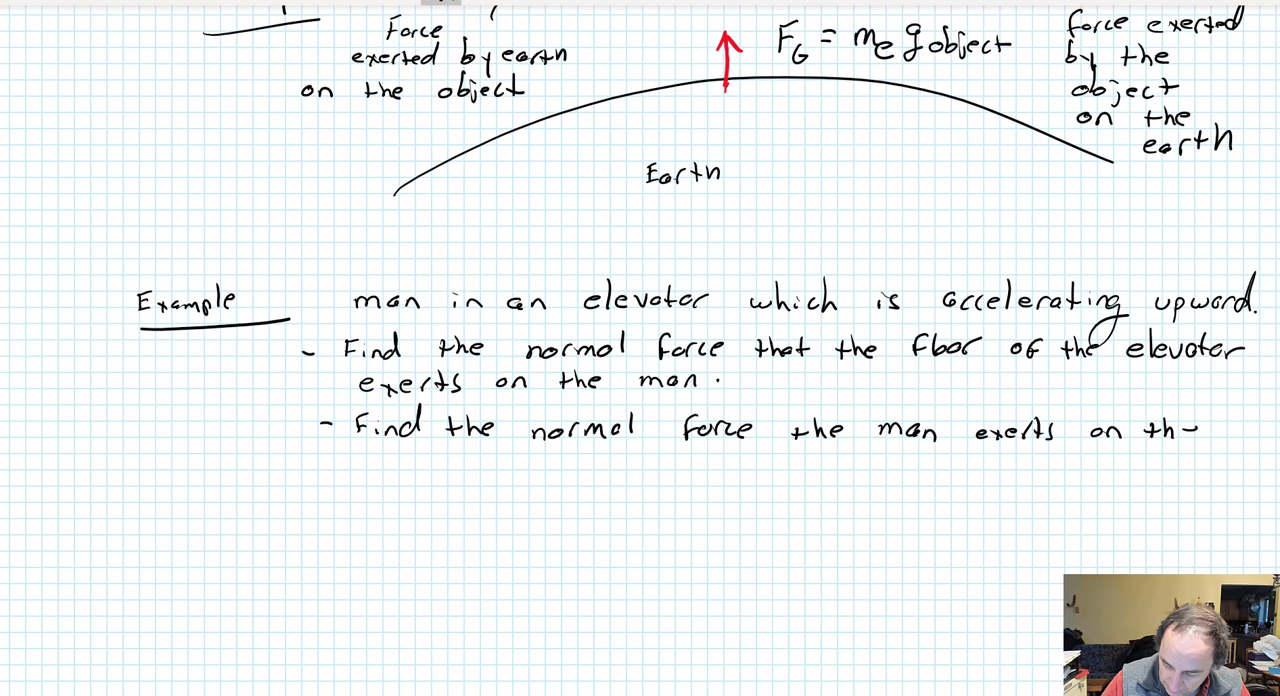 Force
exerted by earth
on the object
F_G = m_e g object
force exerted
by the
object
on the
earth
Earth
Example man in an elevator which is accelerating upward.
- Find the normal force that the floor of the elevator
exerts on the man.
- Find the normal force the man exerts on th